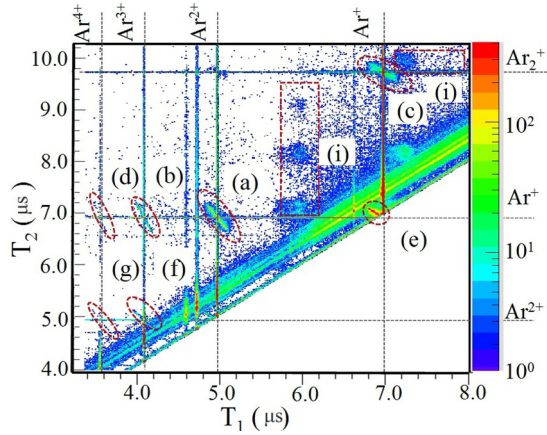 Ar4+ Ar3+ Ar2+ Ar+
10.0
9.0
8.0
7.0
6.0
5.0
4.0
T2 (μs)
(i)
(c)
(i)
(d) (b) (a)
(e)
(g) (f)
4.0 5.0 6.0 7.0 8.0
T1 (μs)
Ar2+
10²
Ar+
10¹
Ar2+
10⁰